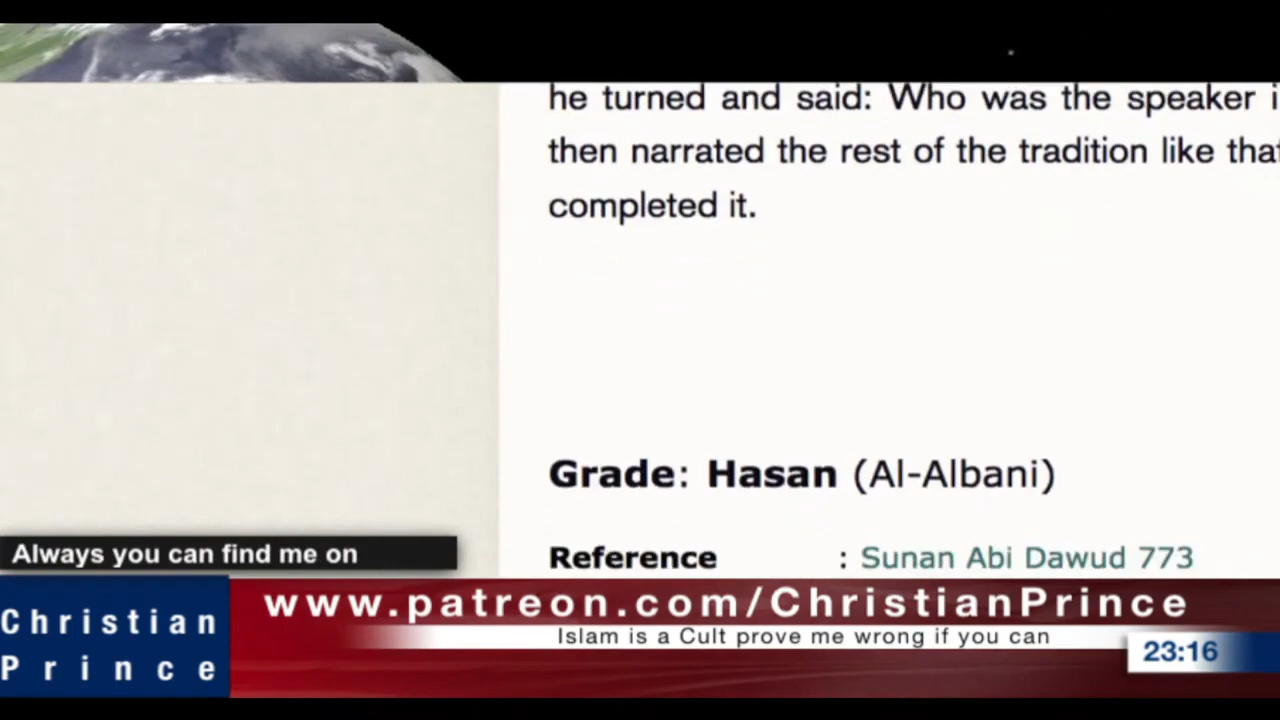 he turned and said: Who was the speaker i
then narrated the rest of the tradition like that
completed it.
Grade: Hasan (Al-Albani)
Reference : Sunan Abi Dawud 773
Always you can find me on
www.patreon.com/ChristianPrince
Christian
Prince
Islam is a Cult prove me wrong if you can
23:16